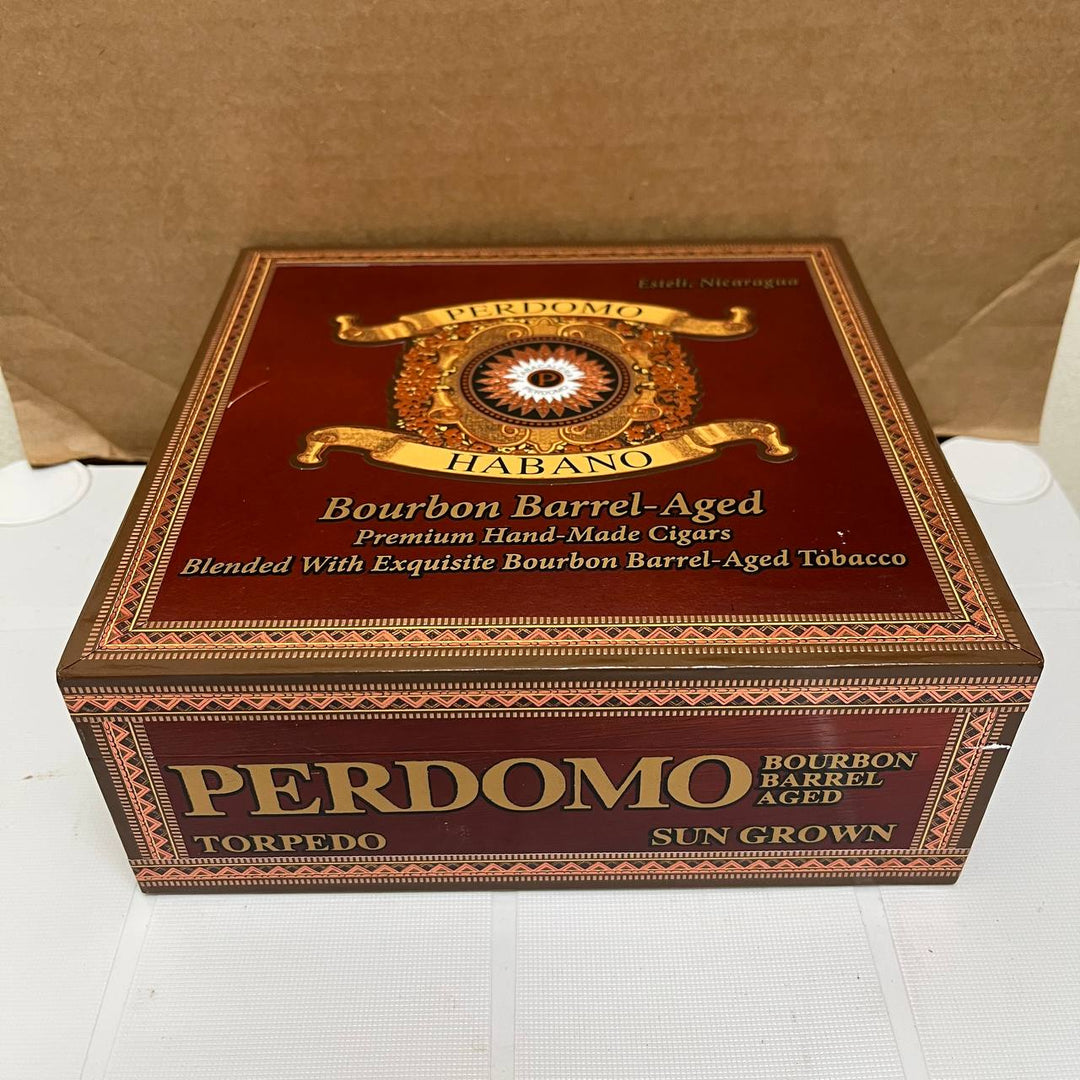 Esteli, Nicaragua
PERDOMO
P
PERDOMO
HABANO
Bourbon Barrel-Aged
Premium Hand-Made Cigars
Blended With Exquisite Bourbon Barrel-Aged Tobacco
PERDOMO
BOURBON
BARREL
AGED
TORPEDO
SUN GROWN